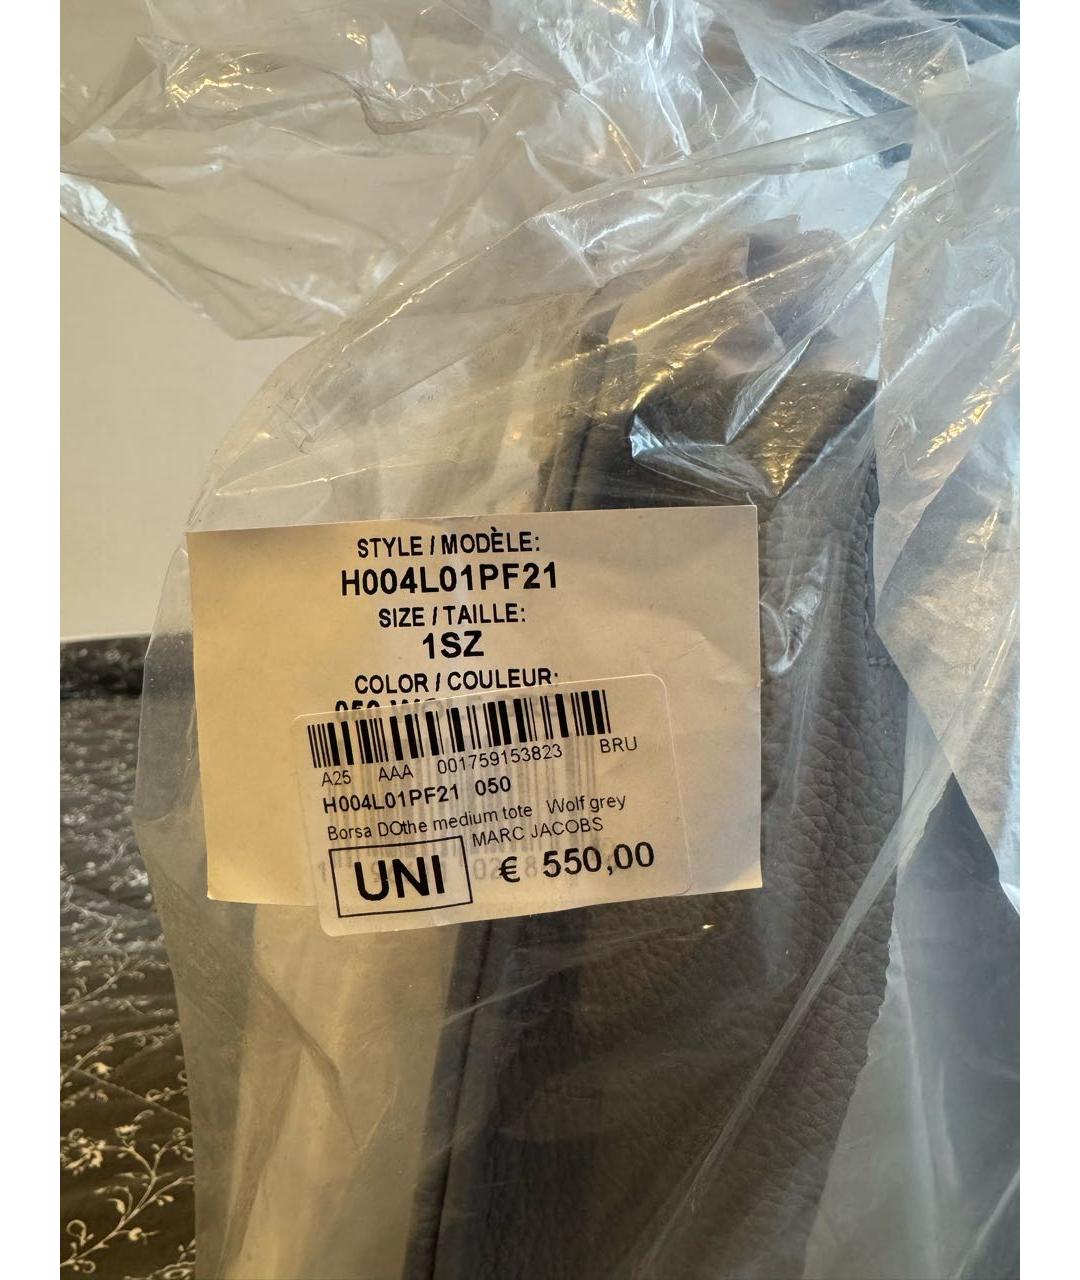 STYLE / MODÈLE:
H004L01PF21
SIZE / TAILLE:
1SZ
COLOR / COULEUR:
A25 AAA 001759153823 BRU
H004L01PF21 050
Borsa DOthe medium tote Wolf grey
MARC JACOBS
UNI € 550,00